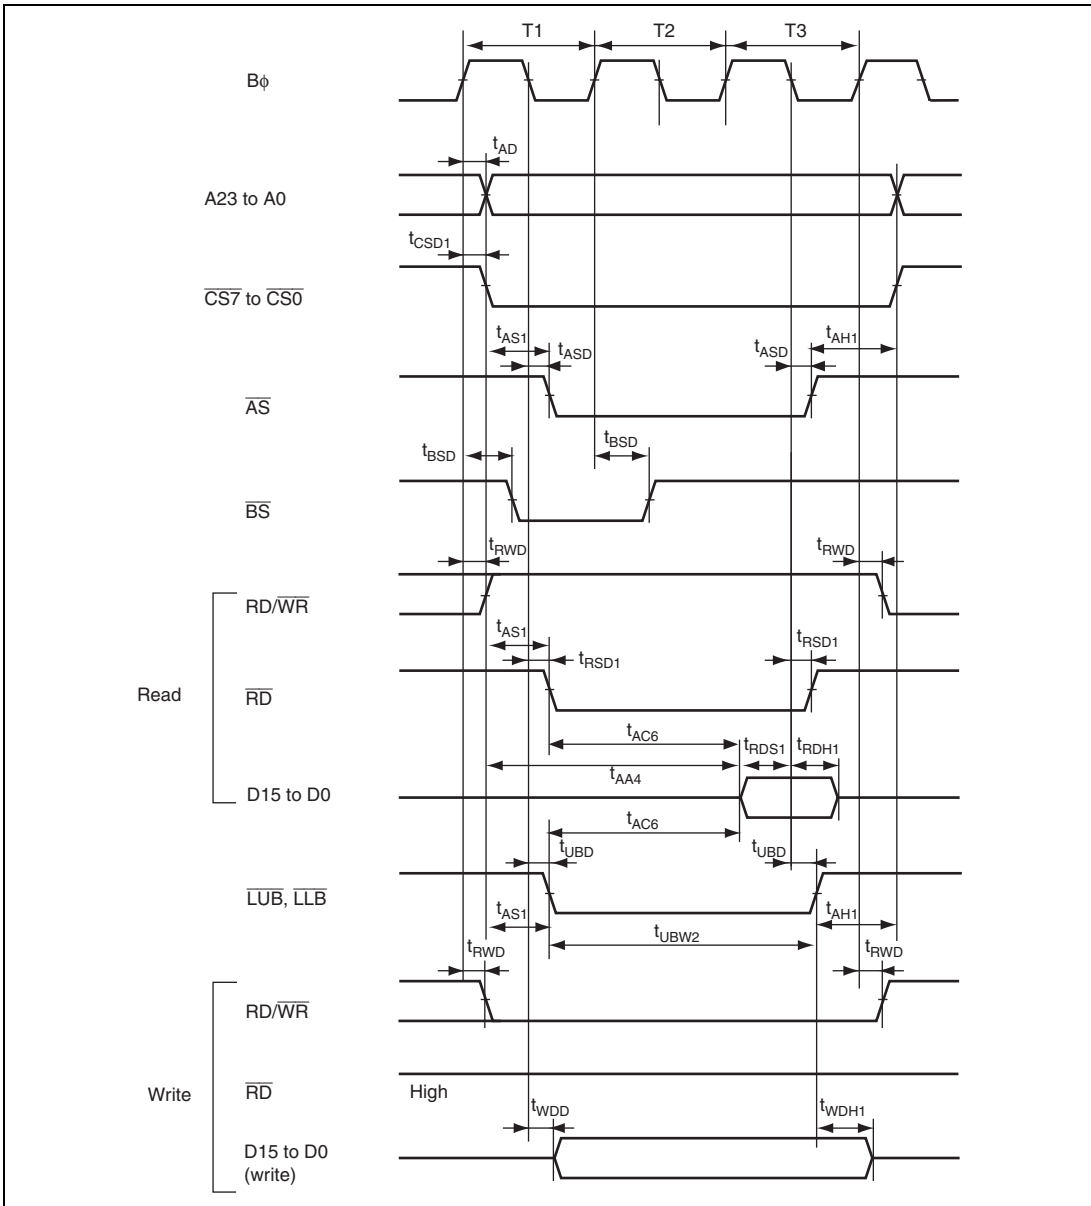 T1 T2 T3
Bϕ
tAD
A23 to A0
tCSD1
CS7 to CS0
tAS1 tASD tASD tAH1
AS
tBSD tBSD
BS
tRWD tRWD
RD/WR
tAS1 tRSD1 tRSD1
Read
RD
tAC6
tRDS1 tRDH1
tAA4
D15 to D0
tAC6
tUBD tUBD
LUB, LLB
tAS1 tUBW2 tAH1
tRWD tRWD
RD/WR
Write
RD
High
tWDD tWDH1
D15 to D0
(write)